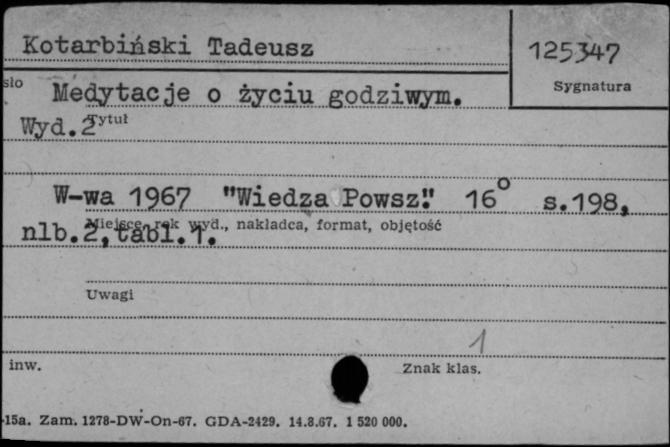 Kotarbiński Tadeusz
125347
Sygnatura
sło Medytacje o życiu godziwym.
Tytuł
Wyd.2
W-wa 1967 "Wiedza Powsz." 16° s.198,
Miejsce, rok wyd., nakładca, format, objętość
nlb.2,tabl.1.
Uwagi
1
inw.
Znak klas.
-15a. Zam. 1278-DW-On-67. GDA-2429. 14.8.67. 1 520 000.